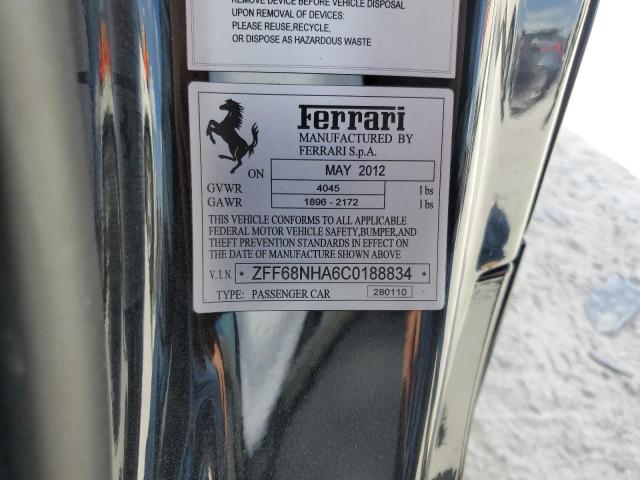 REMOVE DEVICE BEFORE VEHICLE DISPOSAL
UPON REMOVAL OF DEVICES:
PLEASE REUSE,RECYCLE,
OR DISPOSE AS HAZARDOUS WASTE
Ferrari
MANUFACTURED BY
FERRARI S.p.A.
ON MAY 2012
GVWR 4045 lbs
GAWR 1896 - 2172 lbs
THIS VEHICLE CONFORMS TO ALL APPLICABLE
FEDERAL MOTOR VEHICLE SAFETY,BUMPER,AND
THEFT PREVENTION STANDARDS IN EFFECT ON
THE DATE OF MANUFACTURE SHOWN ABOVE
V.I.N. * ZFF68NHA6C0188834 *
TYPE: PASSENGER CAR 280110